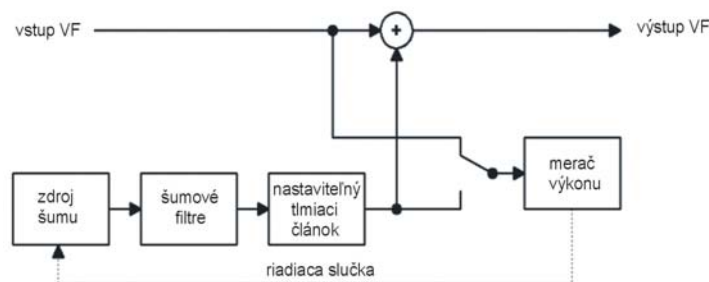 vstup VF
+
výstup VF
zdroj
šumu
šumové
filtre
nastaviteľný
tlmiaci
článok
merač
výkonu
riadiaca slučka